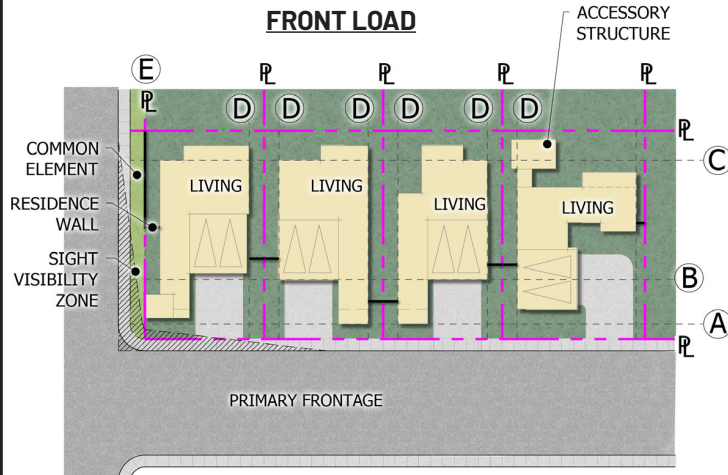 FRONT LOAD
ACCESSORY
STRUCTURE
E
PL
PL
PL
PL
PL
D
D
D
D
D
D
PL
C
COMMON
ELEMENT
RESIDENCE
WALL
SIGHT
VISIBILITY
ZONE
LIVING
LIVING
LIVING
LIVING
B
A
PL
PRIMARY FRONTAGE